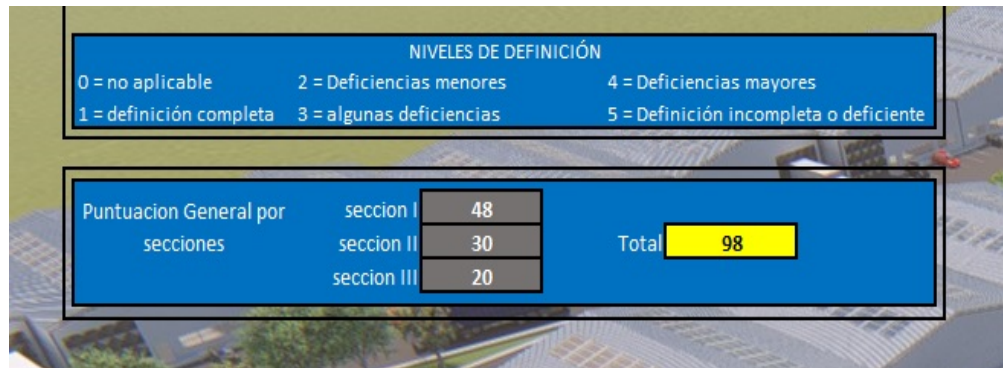 NIVELES DE DEFINICIÓN
0 = no aplicable 2 = Deficiencias menores 4 = Deficiencias mayores
1 = definición completa 3 = algunas deficiencias 5 = Definición incompleta o deficiente
Puntuacion General por secciones
seccion I 48
seccion II 30
seccion III 20
Total 98